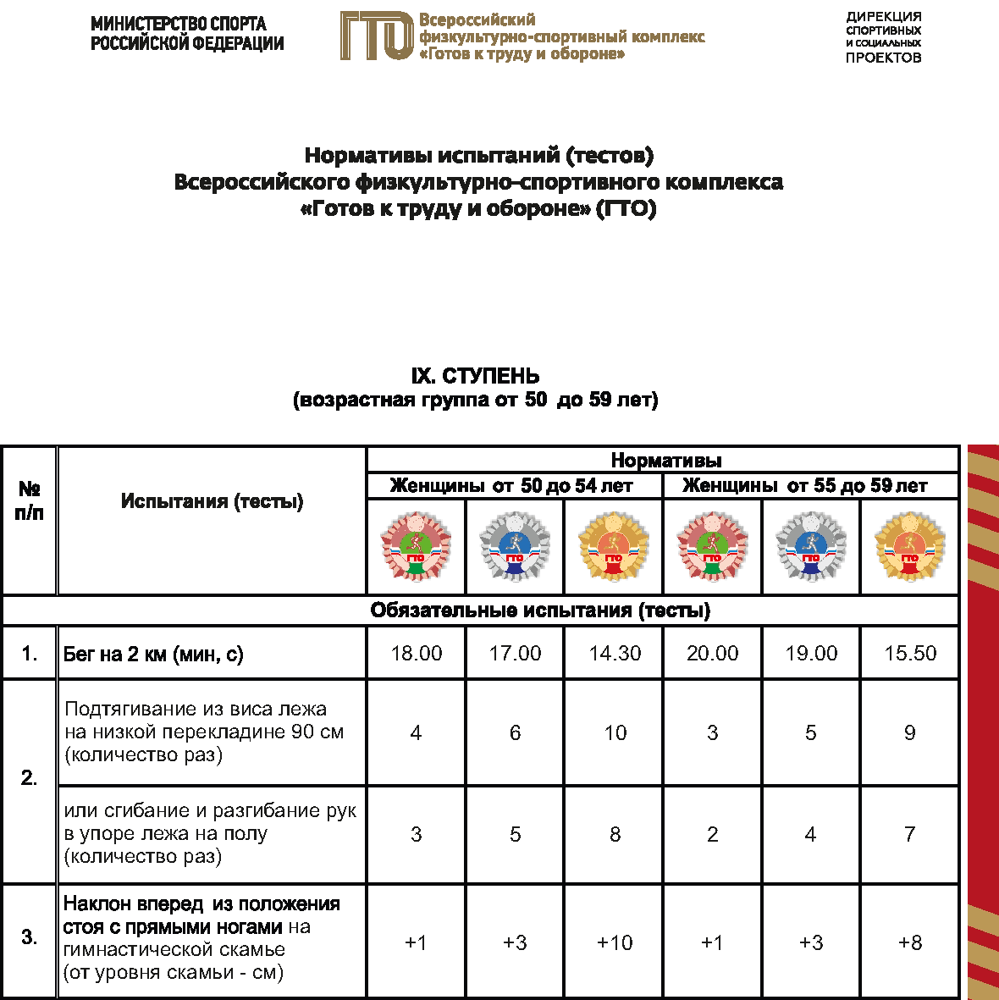 МИНИСТЕРСТВО СПОРТА
РОССИЙСКОЙ ФЕДЕРАЦИИ
ГТО
Всероссийский
физкультурно-спортивный комплекс
«Готов к труду и обороне»
ДИРЕКЦИЯ
СПОРТИВНЫХ
И СОЦИАЛЬНЫХ
ПРОЕКТОВ
Нормативы испытаний (тестов)
Всероссийского физкультурно-спортивного комплекса
«Готов к труду и обороне» (ГТО)
IX. СТУПЕНЬ
(возрастная группа от 50 до 59 лет)
№ п/п
Испытания (тесты)
Нормативы
Женщины от 50 до 54 лет
Женщины от 55 до 59 лет
ГТО ГТО ГТО ГТО ГТО ГТО
Обязательные испытания (тесты)
1. Бег на 2 км (мин, с) 18.00 17.00 14.30 20.00 19.00 15.50
2.
Подтягивание из виса лежа
на низкой перекладине 90 см
(количество раз)
4 6 10 3 5 9
или сгибание и разгибание рук
в упоре лежа на полу
(количество раз)
3 5 8 2 4 7
3.
Наклон вперед из положения
стоя с прямыми ногами на
гимнастической скамье
(от уровня скамьи - см)
+1 +3 +10 +1 +3 +8